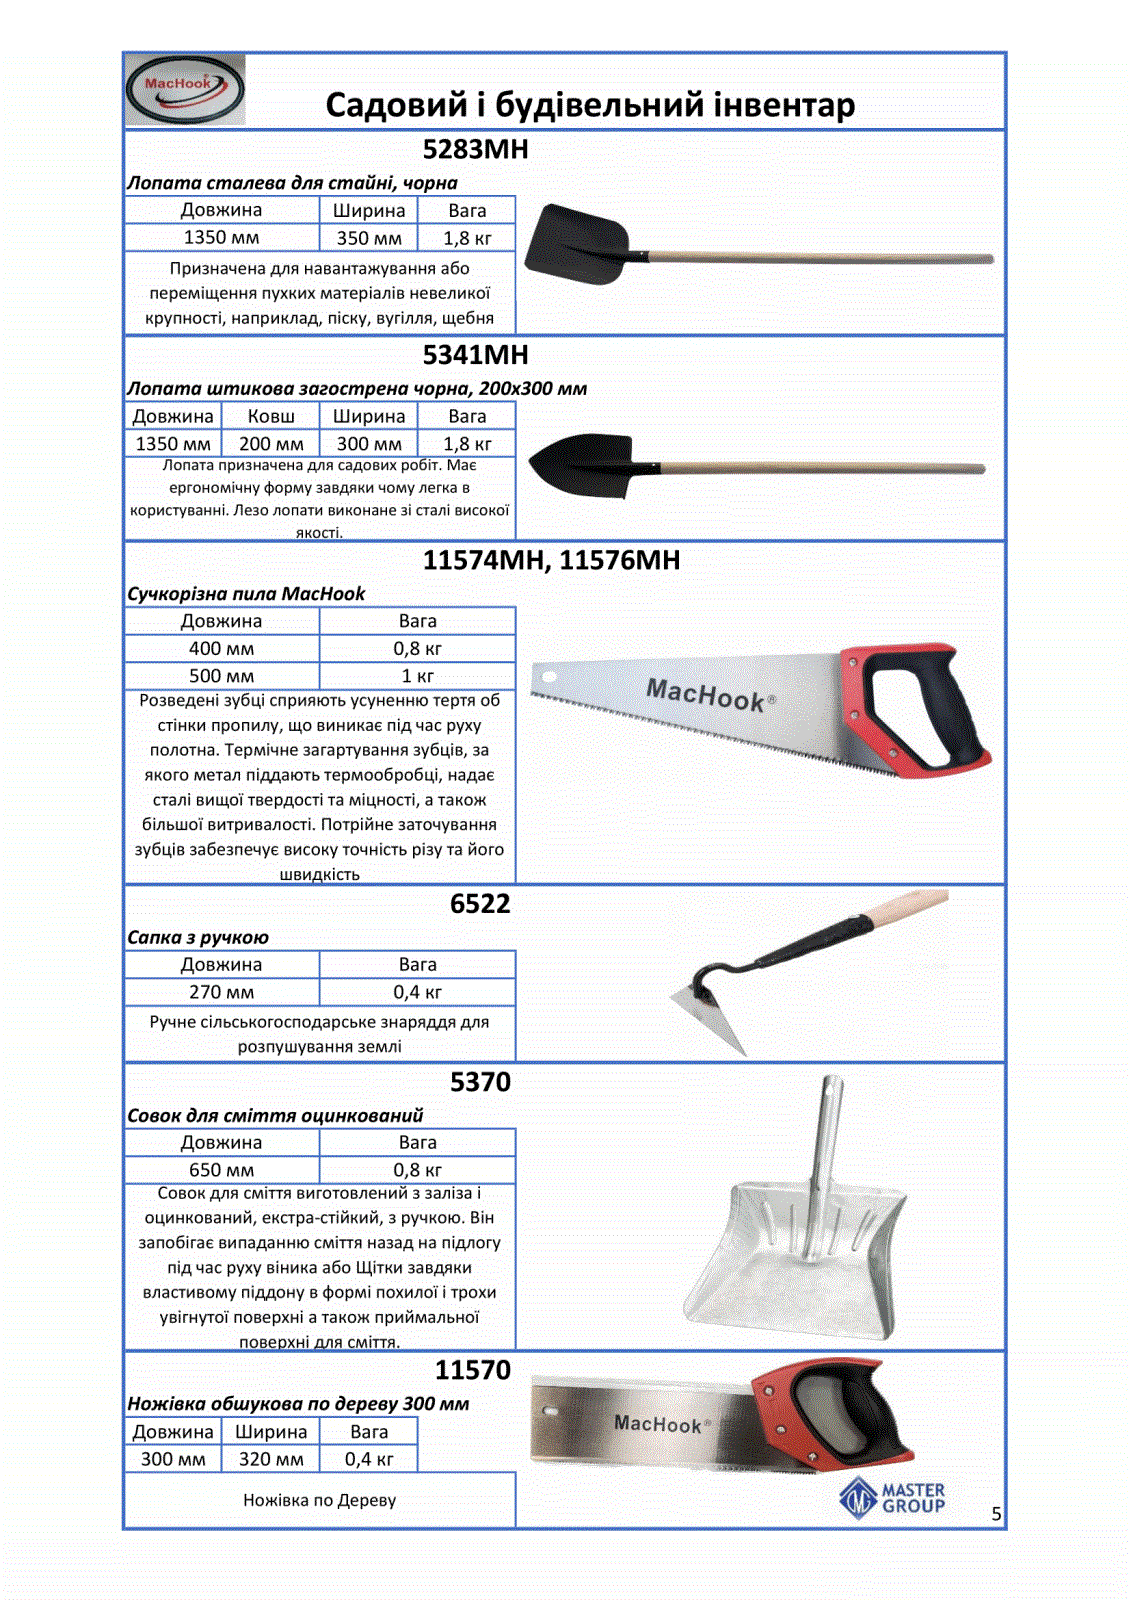 MacHook®
Садовий і будівельний інвентар
5283МН
Лопата сталева для стайні, чорна
Довжина Ширина Вага
1350 мм 350 мм 1,8 кг
Призначена для навантажування або
переміщення пухких матеріалів невеликої
крупності, наприклад, піску, вугілля, щебня
5341МН
Лопата штикова загострена чорна, 200х300 мм
Довжина Ковш Ширина Вага
1350 мм 200 мм 300 мм 1,8 кг
Лопата призначена для садових робіт. Має
ергономічну форму завдяки чому легка в
користуванні. Лезо лопати виконане зі сталі високої
якості.
11574МН, 11576МН
Сучкорізна пила MacHook
Довжина Вага
400 мм 0,8 кг
500 мм 1 кг
MacHook®
Розведені зубці сприяють усуненню тертя об
стінки пропилу, що виникає під час руху
полотна. Термічне загартування зубців, за
якого метал піддають термообробці, надає
сталі вищої твердості та міцності, а також
більшої витривалості. Потрійне заточування
зубців забезпечує високу точність різу та його
швидкість
6522
Сапка з ручкою
Довжина Вага
270 мм 0,4 кг
Ручне сільськогосподарське знаряддя для
розпушування землі
5370
Совок для сміття оцинкований
Довжина Вага
650 мм 0,8 кг
Совок для сміття виготовлений з заліза і
оцинкований, екстра-стійкий, з ручкою. Він
запобігає випаданню сміття назад на підлогу
під час руху віника або Щітки завдяки
властивому піддону в формі похилої і трохи
увігнутої поверхні а також приймальної
поверхні для сміття.
11570
Ножівка обшукова по дереву 300 мм
Довжина Ширина Вага
300 мм 320 мм 0,4 кг
Ножівка по Дереву
MacHook®
MASTER
GROUP
5